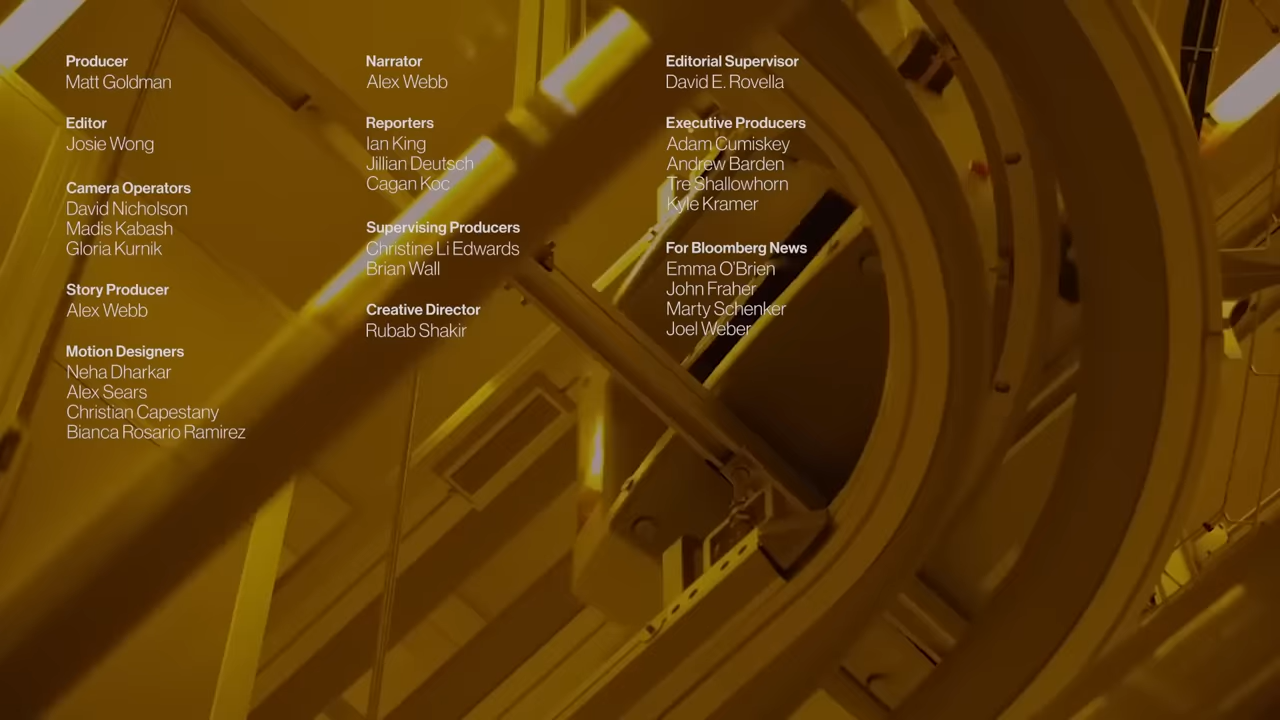 Producer
Matt Goldman
Editor
Josie Wong
Camera Operators
David Nicholson
Madis Kabash
Gloria Kurnik
Story Producer
Alex Webb
Motion Designers
Neha Dharkar
Alex Sears
Christian Capestany
Bianca Rosario Ramirez
Narrator
Alex Webb
Reporters
Ian King
Jillian Deutsch
Cagan Koc
Supervising Producers
Christine Li Edwards
Brian Wall
Creative Director
Rubab Shakir
Editorial Supervisor
David E. Rovella
Executive Producers
Adam Cumiskey
Andrew Barden
Tre Shallowhorn
Kyle Kramer
For Bloomberg News
Emma O'Brien
John Fraher
Marty Schenker
Joel Weber